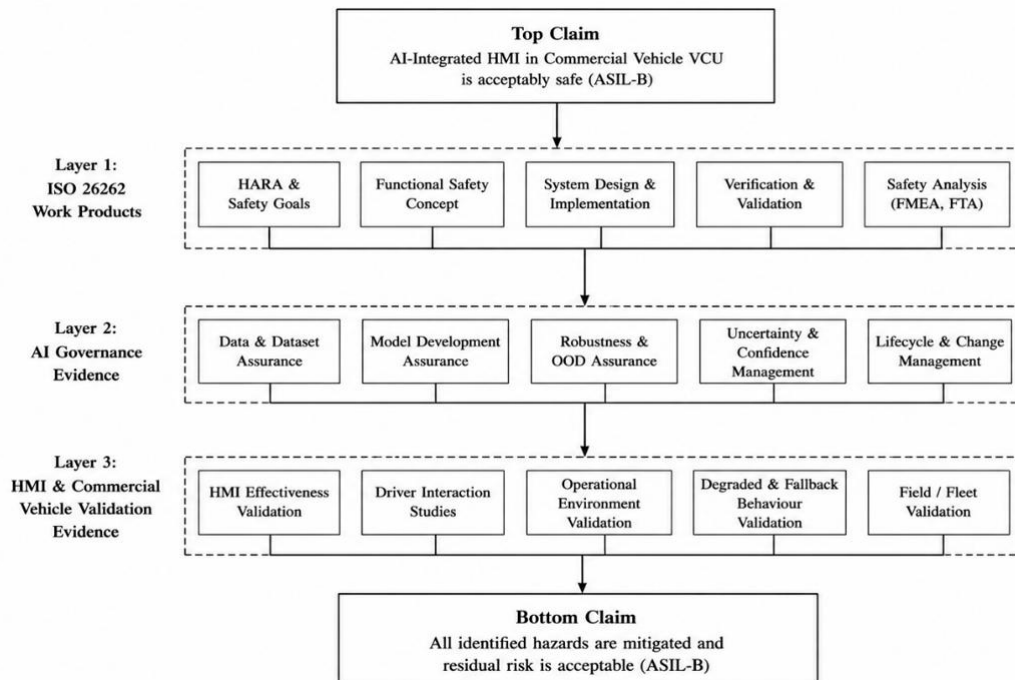 Top Claim
AI-Integrated HMI in Commercial Vehicle VCU
is acceptably safe (ASIL-B)
Layer 1:
ISO 26262
Work Products
HARA &
Safety Goals
Functional Safety
Concept
System Design &
Implementation
Verification &
Validation
Safety Analysis
(FMEA, FTA)
Layer 2:
AI Governance
Evidence
Data & Dataset
Assurance
Model Development
Assurance
Robustness &
OOD Assurance
Uncertainty &
Confidence
Management
Lifecycle & Change
Management
Layer 3:
HMI & Commercial
Vehicle Validation
Evidence
HMI Effectiveness
Validation
Driver Interaction
Studies
Operational
Environment
Validation
Degraded & Fallback
Behaviour
Validation
Field / Fleet
Validation
Bottom Claim
All identified hazards are mitigated and
residual risk is acceptable (ASIL-B)